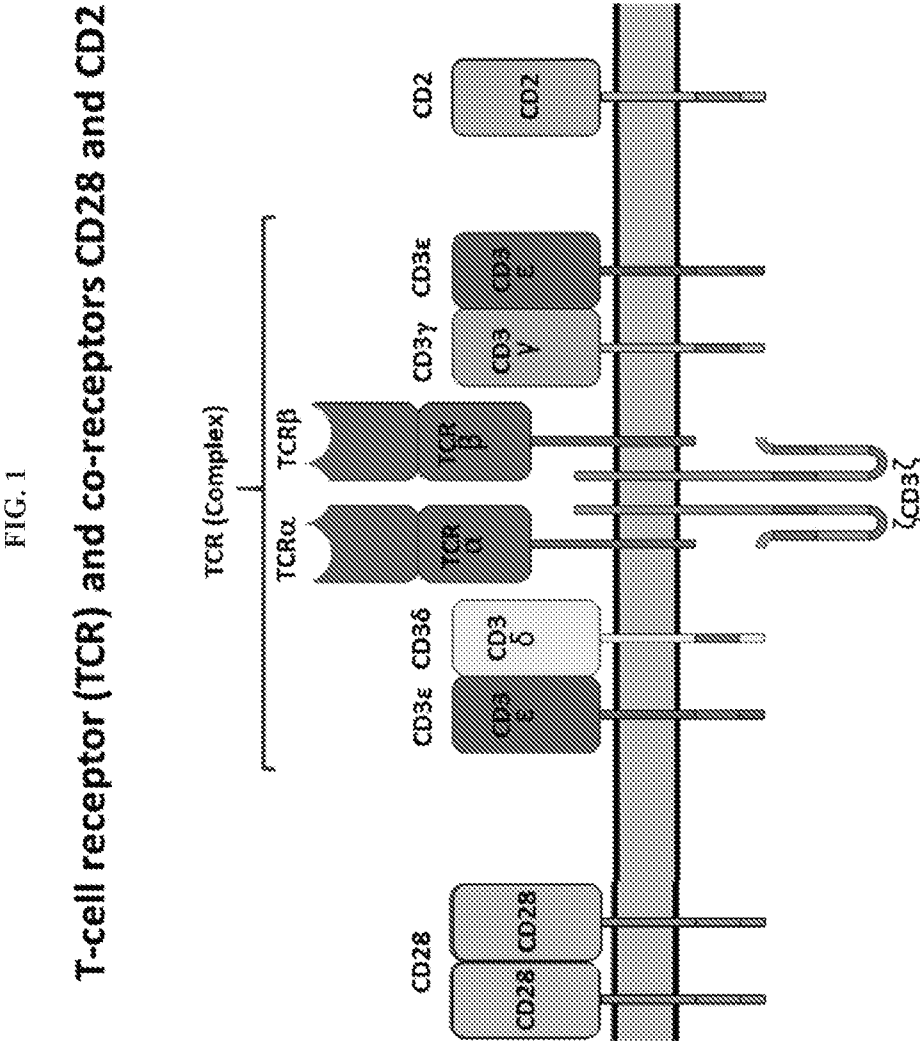 FIG. 1
T-cell receptor (TCR) and co-receptors CD28 and CD2
TCR (Complex)
TCRα
TCRβ
CD28
CD3ε
CD3δ
CD3γ
CD3ε
CD2
CD28
CD28
CD3
ε
CD3
δ
TCR
α
TCR
β
CD3
γ
CD3
ε
CD2
ζCD3ζ